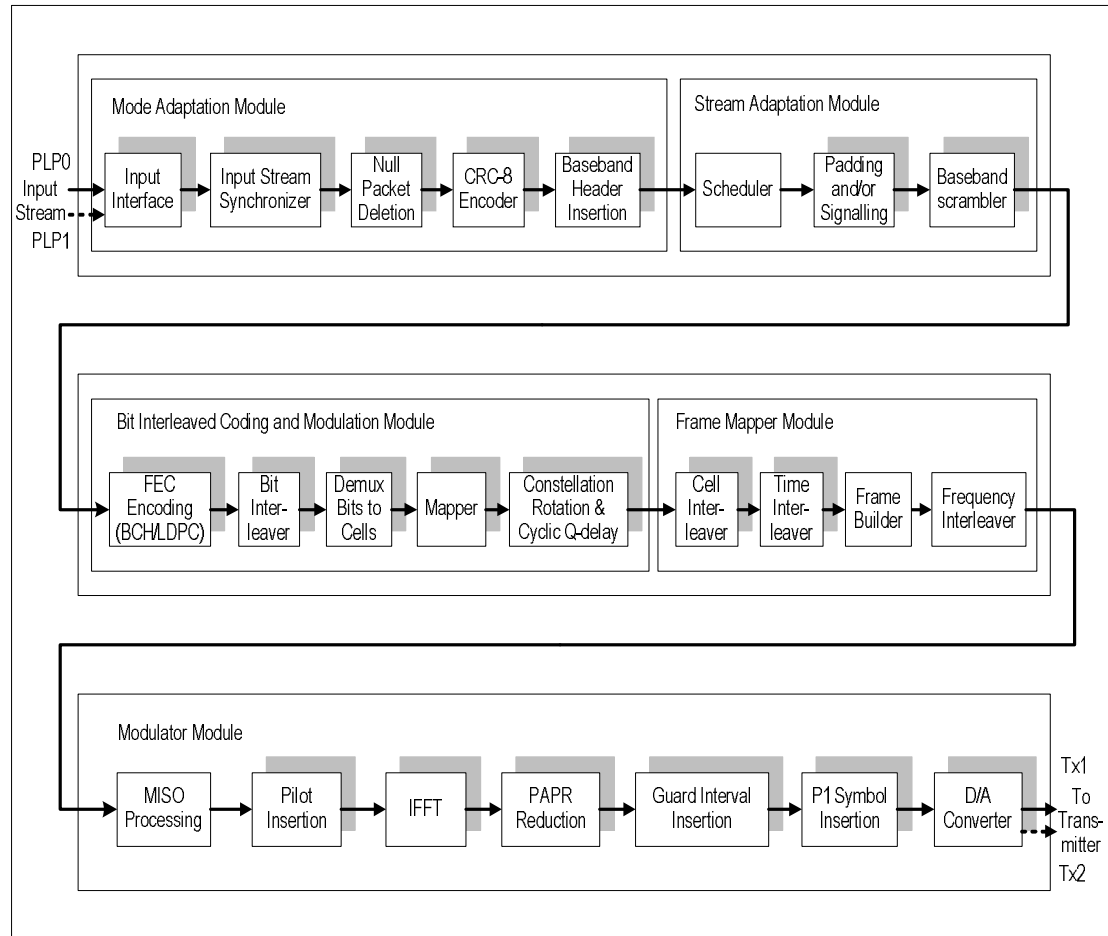 Mode Adaptation Module
Stream Adaptation Module
PLP0
Input
Stream
PLP1
Input
Interface
Input Stream
Synchronizer
Null
Packet
Deletion
CRC-8
Encoder
Baseband
Header
Insertion
Scheduler
Padding
and/or
Signalling
Baseband
scrambler
Bit Interleaved Coding and Modulation Module
Frame Mapper Module
FEC
Encoding
(BCH/LDPC)
Bit
Inter-
leaver
Demux
Bits to
Cells
Mapper
Constellation
Rotation &
Cyclic Q-delay
Cell
Inter-
leaver
Time
Inter-
leaver
Frame
Builder
Frequency
Interleaver
Modulator Module
MISO
Processing
Pilot
Insertion
IFFT
PAPR
Reduction
Guard Interval
Insertion
P1 Symbol
Insertion
D/A
Converter
Tx1
To
Trans-
mitter
Tx2